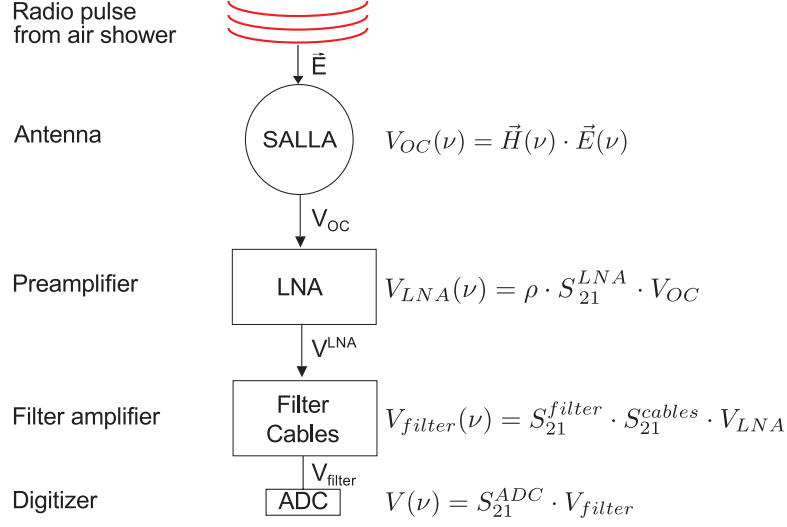 Radio pulse
from air shower
E⃗
Antenna
SALLA
V_OC(ν) = H⃗(ν) · E⃗(ν)
V_OC
Preamplifier
LNA
V_LNA(ν) = ρ · S_21^LNA · V_OC
V^LNA
Filter amplifier
Filter
Cables
V_filter(ν) = S_21^filter · S_21^cables · V_LNA
V_filter
Digitizer
ADC
V(ν) = S_21^ADC · V_filter